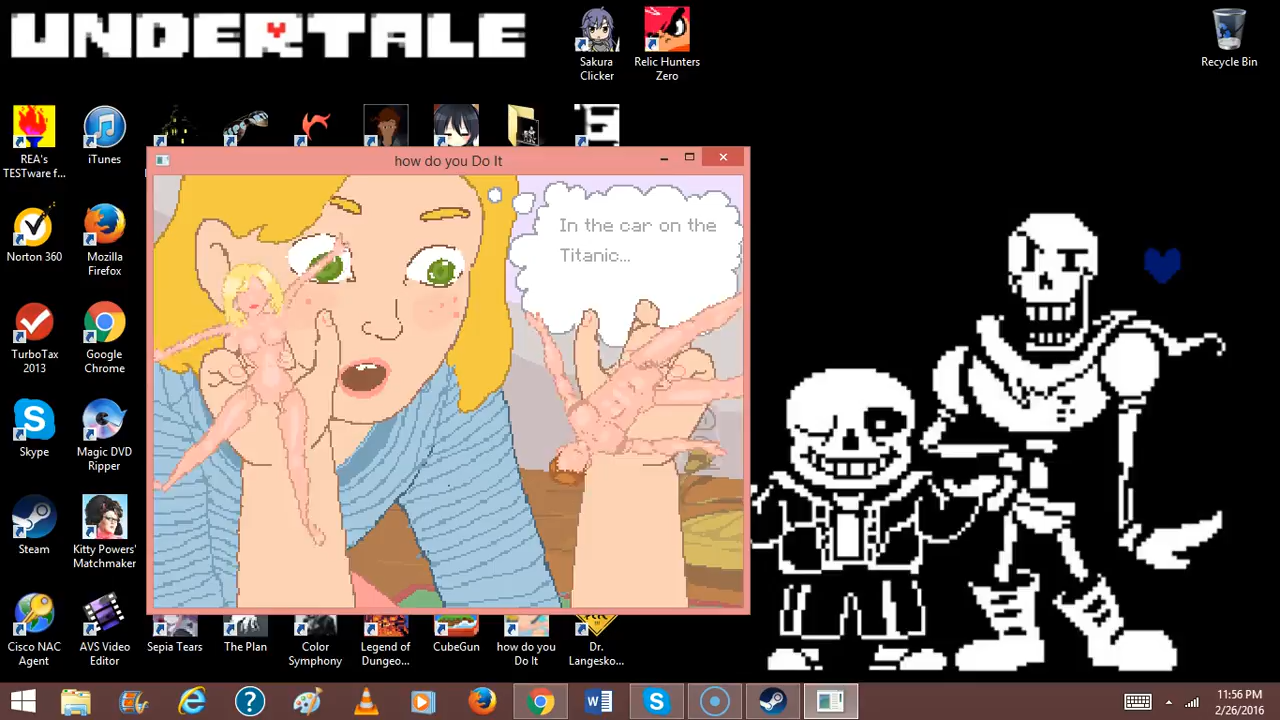 UNDERTALE
Sakura
Clicker
Relic Hunters
Zero
Recycle Bin
REA's
TESTware f...
iTunes
how do you Do It
In the car on the
Titanic...
Norton 360
Mozilla
Firefox
TurboTax
2013
Google
Chrome
Skype
Magic DVD
Ripper
Steam
Kitty Powers'
Matchmaker
Cisco NAC
Agent
AVS Video
Editor
Sepia Tears
The Plan
Color
Symphony
Legend of
Dungeo...
CubeGun
how do you
Do It
Dr.
Langesko...
11:56 PM
2/26/2016